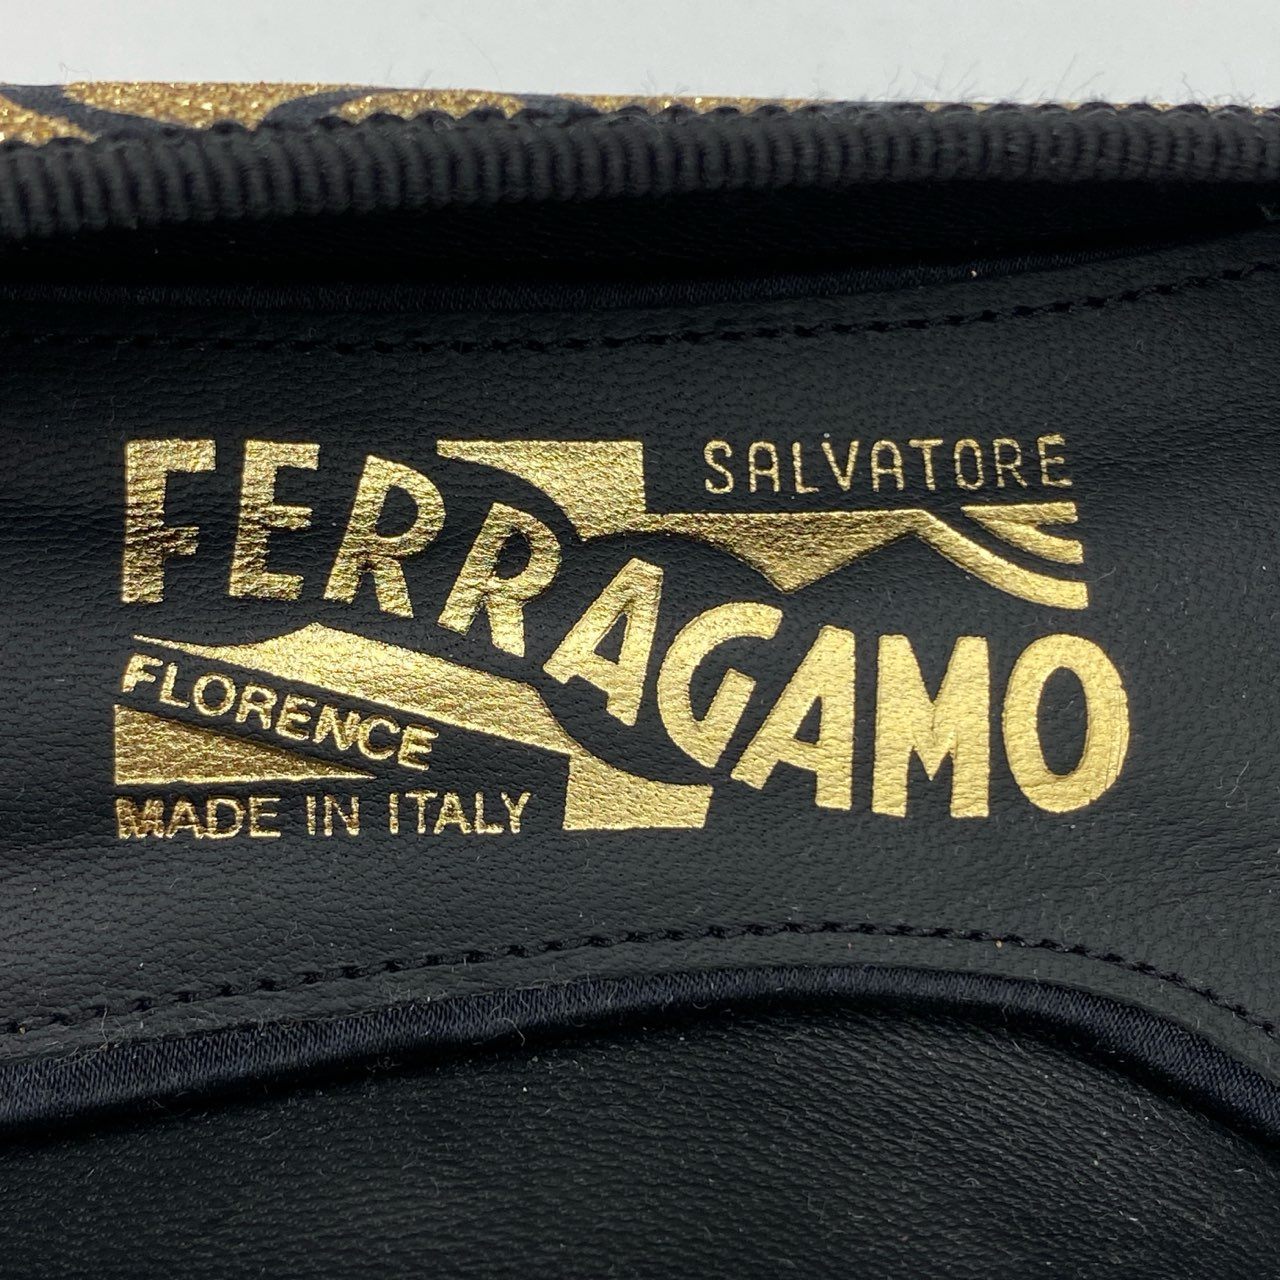 SALVATORE
FERRAGAMO
FLORENCE
MADE IN ITALY